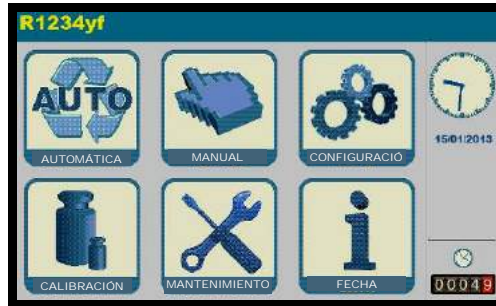 R1234yf
AUTO
AUTOMÁTICA
MANUAL
CONFIGURACIÓ
15/01/2013
CALIBRACIÓN
MANTENIMIENTO
FECHA
00049